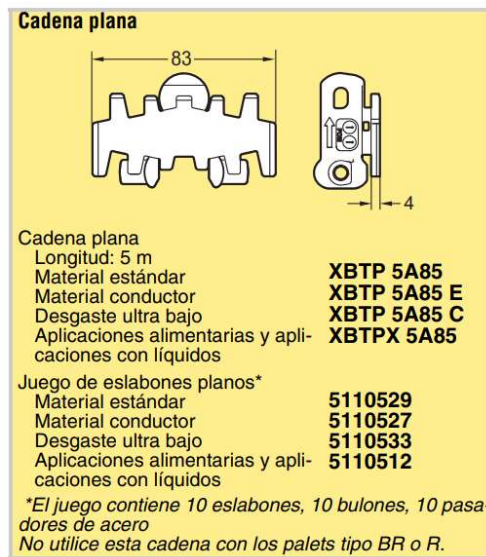 Cadena plana
83
4
Cadena plana
Longitud: 5 m
Material estándar XBTP 5A85
Material conductor XBTP 5A85 E
Desgaste ultra bajo XBTP 5A85 C
Aplicaciones alimentarias y apli- XBTPX 5A85
caciones con líquidos
Juego de eslabones planos*
Material estándar 5110529
Material conductor 5110527
Desgaste ultra bajo 5110533
Aplicaciones alimentarias y apli- 5110512
caciones con líquidos
*El juego contiene 10 eslabones, 10 bulones, 10 pasa-
dores de acero
No utilice esta cadena con los palets tipo BR o R.